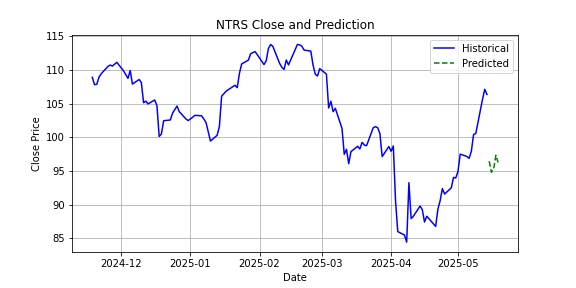 NTRS Close and Prediction
Close Price
115
110
105
100
95
90
85
Historical
Predicted
2024-12
2025-01
2025-02
2025-03
2025-04
2025-05
Date